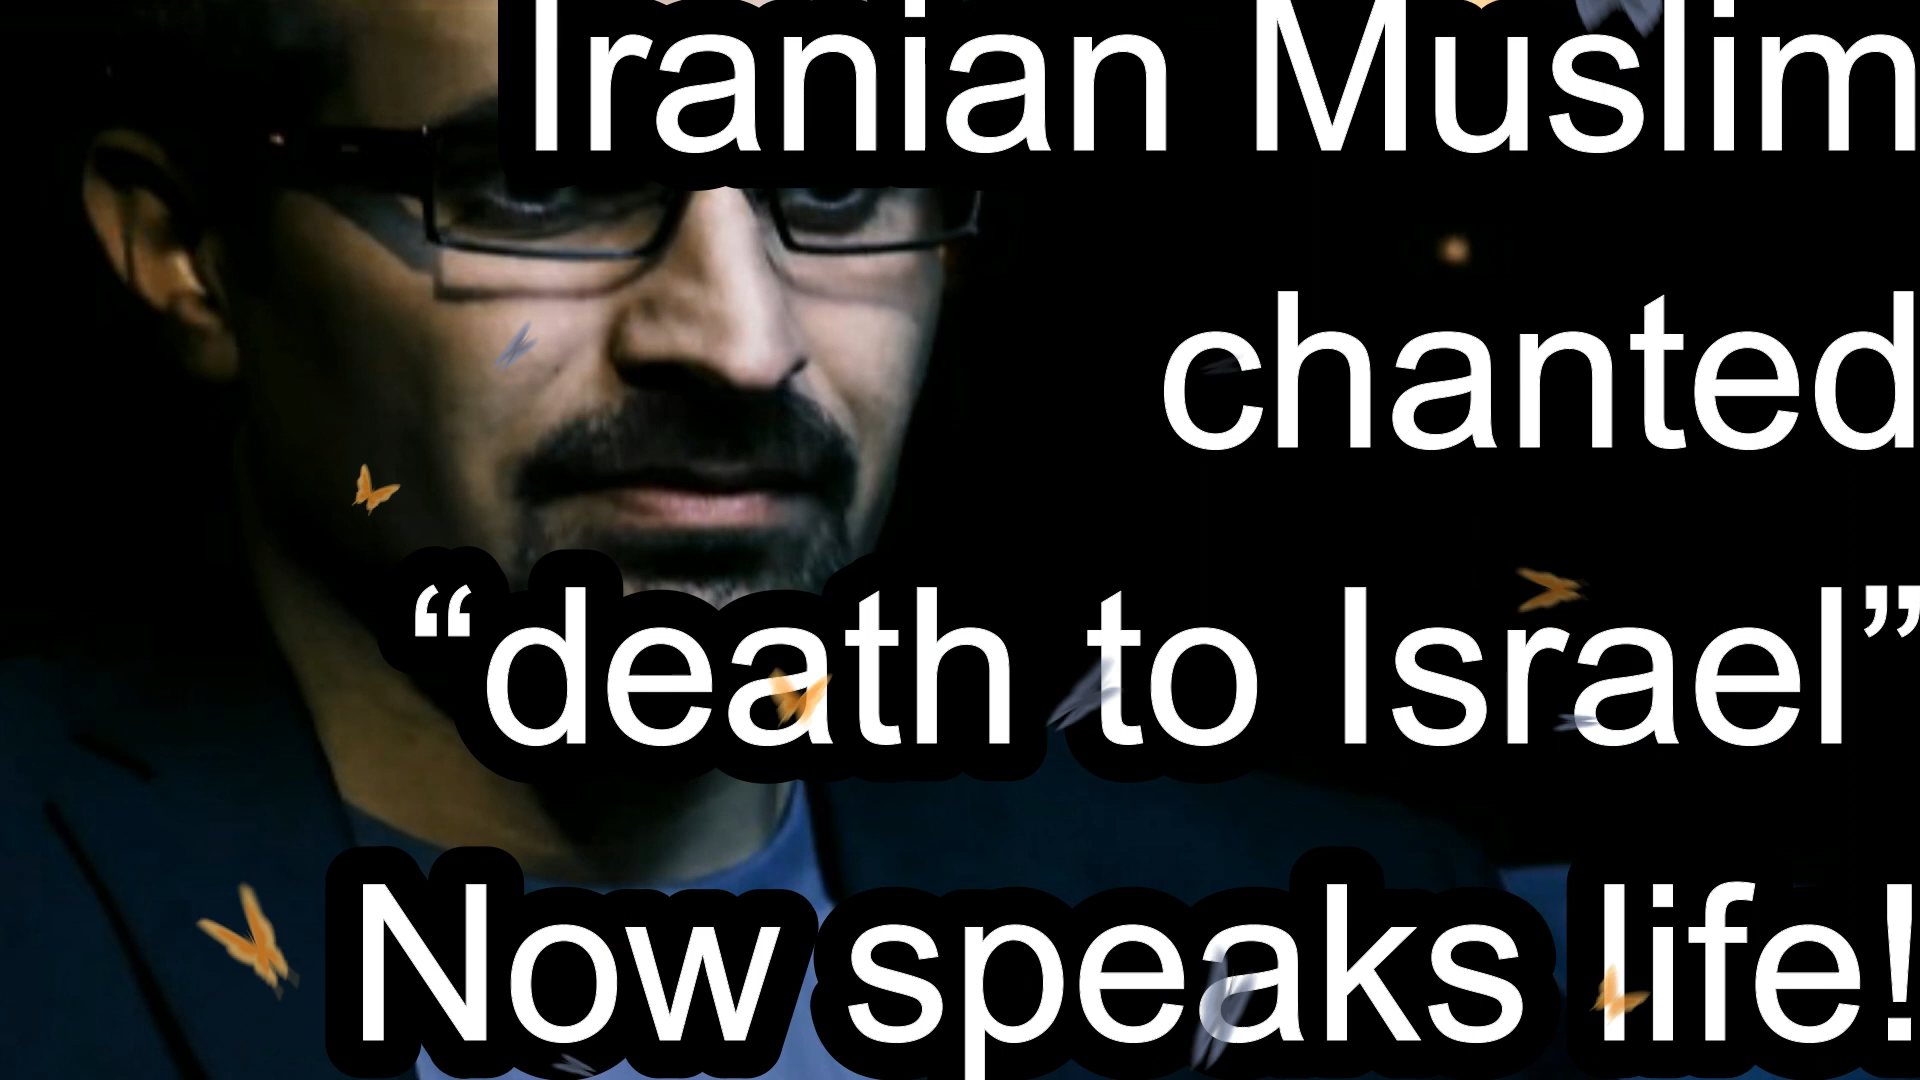 Iranian Muslim
chanted
“death to Israel”
Now speaks life!